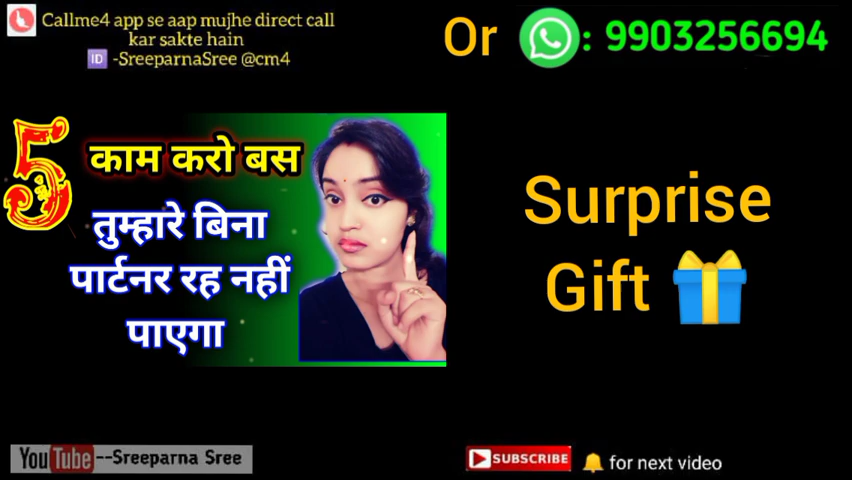 Callme4 app se aap mujhe direct call
kar sakte hain
ID -SreeparnaSree @cm4
Or : 9903256694
5 काम करो बस
तुम्हारे बिना
पार्टनर रह नहीं
पाएगा
Surprise
Gift
YouTube--Sreeparna Sree
SUBSCRIBE for next video